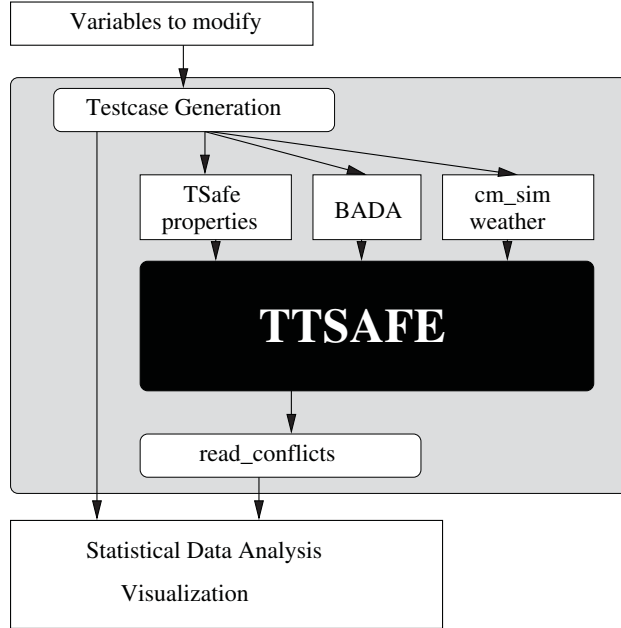 Variables to modify
Testcase Generation
TSafe
properties
BADA
cm_sim
weather
TTSAFE
read_conflicts
Statistical Data Analysis
Visualization